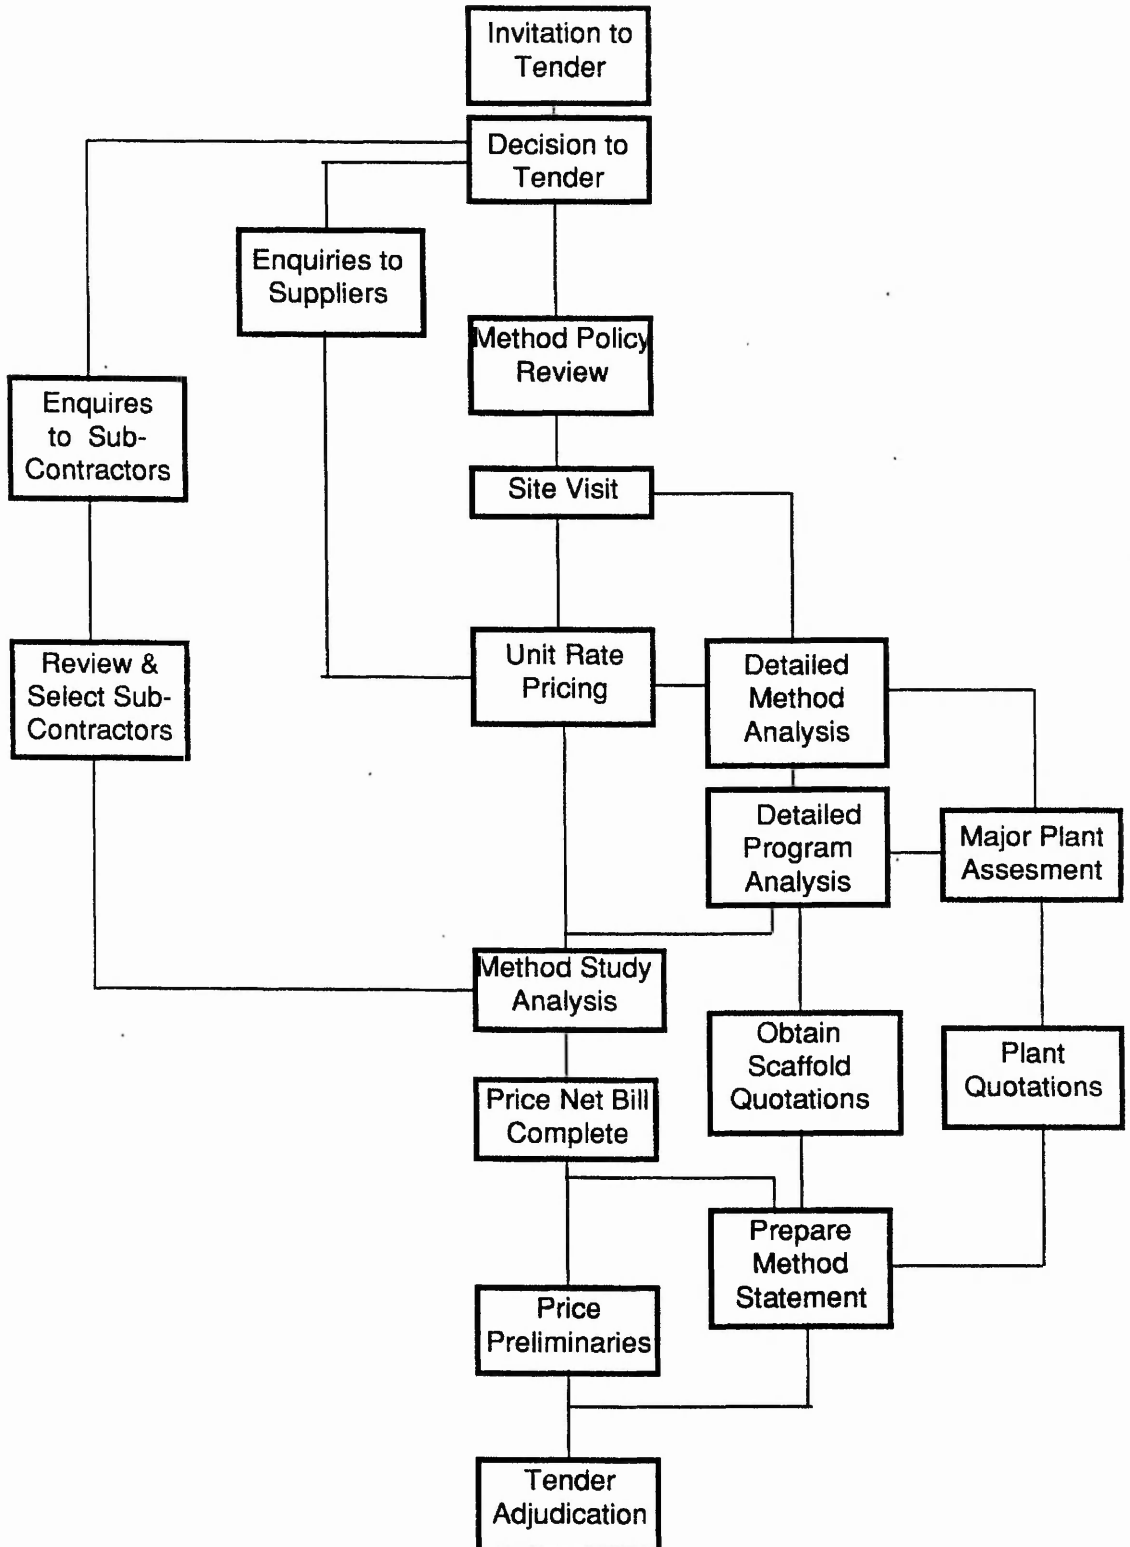 Invitation to
Tender
Decision to
Tender
Enquiries to
Suppliers
Method Policy
Review
Enquires
to Sub-
Contractors
Site Visit
Review &
Select Sub-
Contractors
Unit Rate
Pricing
Detailed
Method
Analysis
Detailed
Program
Analysis
Major Plant
Assesment
Method Study
Analysis
Obtain
Scaffold
Quotations
Plant
Quotations
Price Net Bill
Complete
Prepare
Method
Statement
Price
Preliminaries
Tender
Adjudication